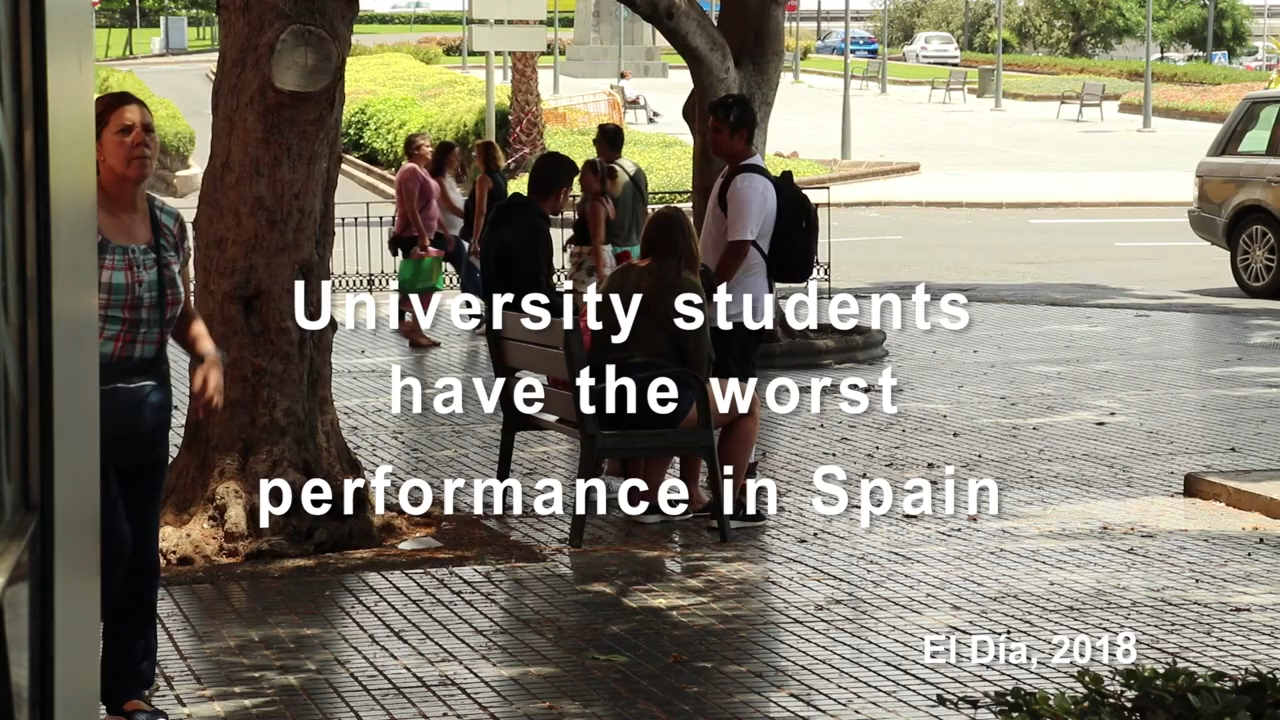 University students
have the worst
performance in Spain
El Día, 2018